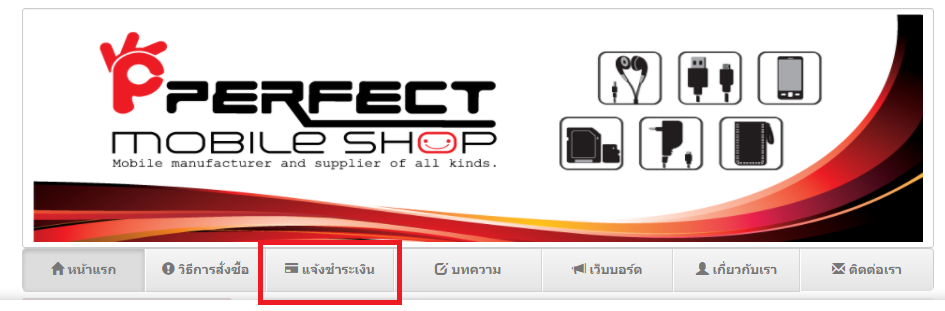 PERFECT
MOBILE SHOP
Mobile manufacturer and supplier of all kinds.
หน้าแรก วิธีการสั่งซื้อ แจ้งชำระเงิน บทความ เว็บบอร์ด เกี่ยวกับเรา ติดต่อเรา